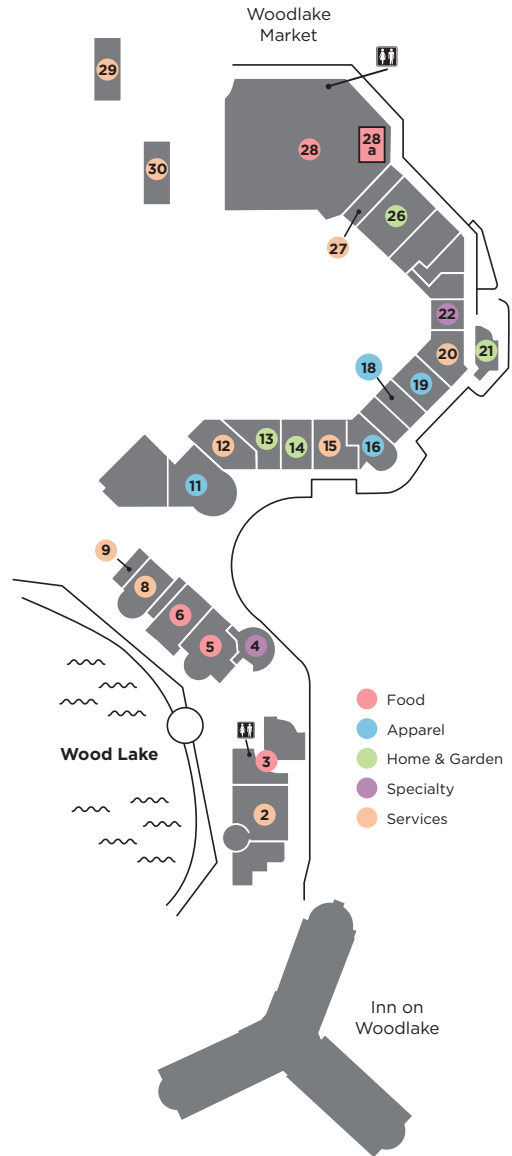 Woodlake
Market
29
28
28
a
30
26
27
22
20
21
18
19
13
14
15
16
12
11
9
8
6
5
4
Food
Apparel
Home & Garden
Specialty
Services
Wood Lake
3
2
Inn on
Woodlake